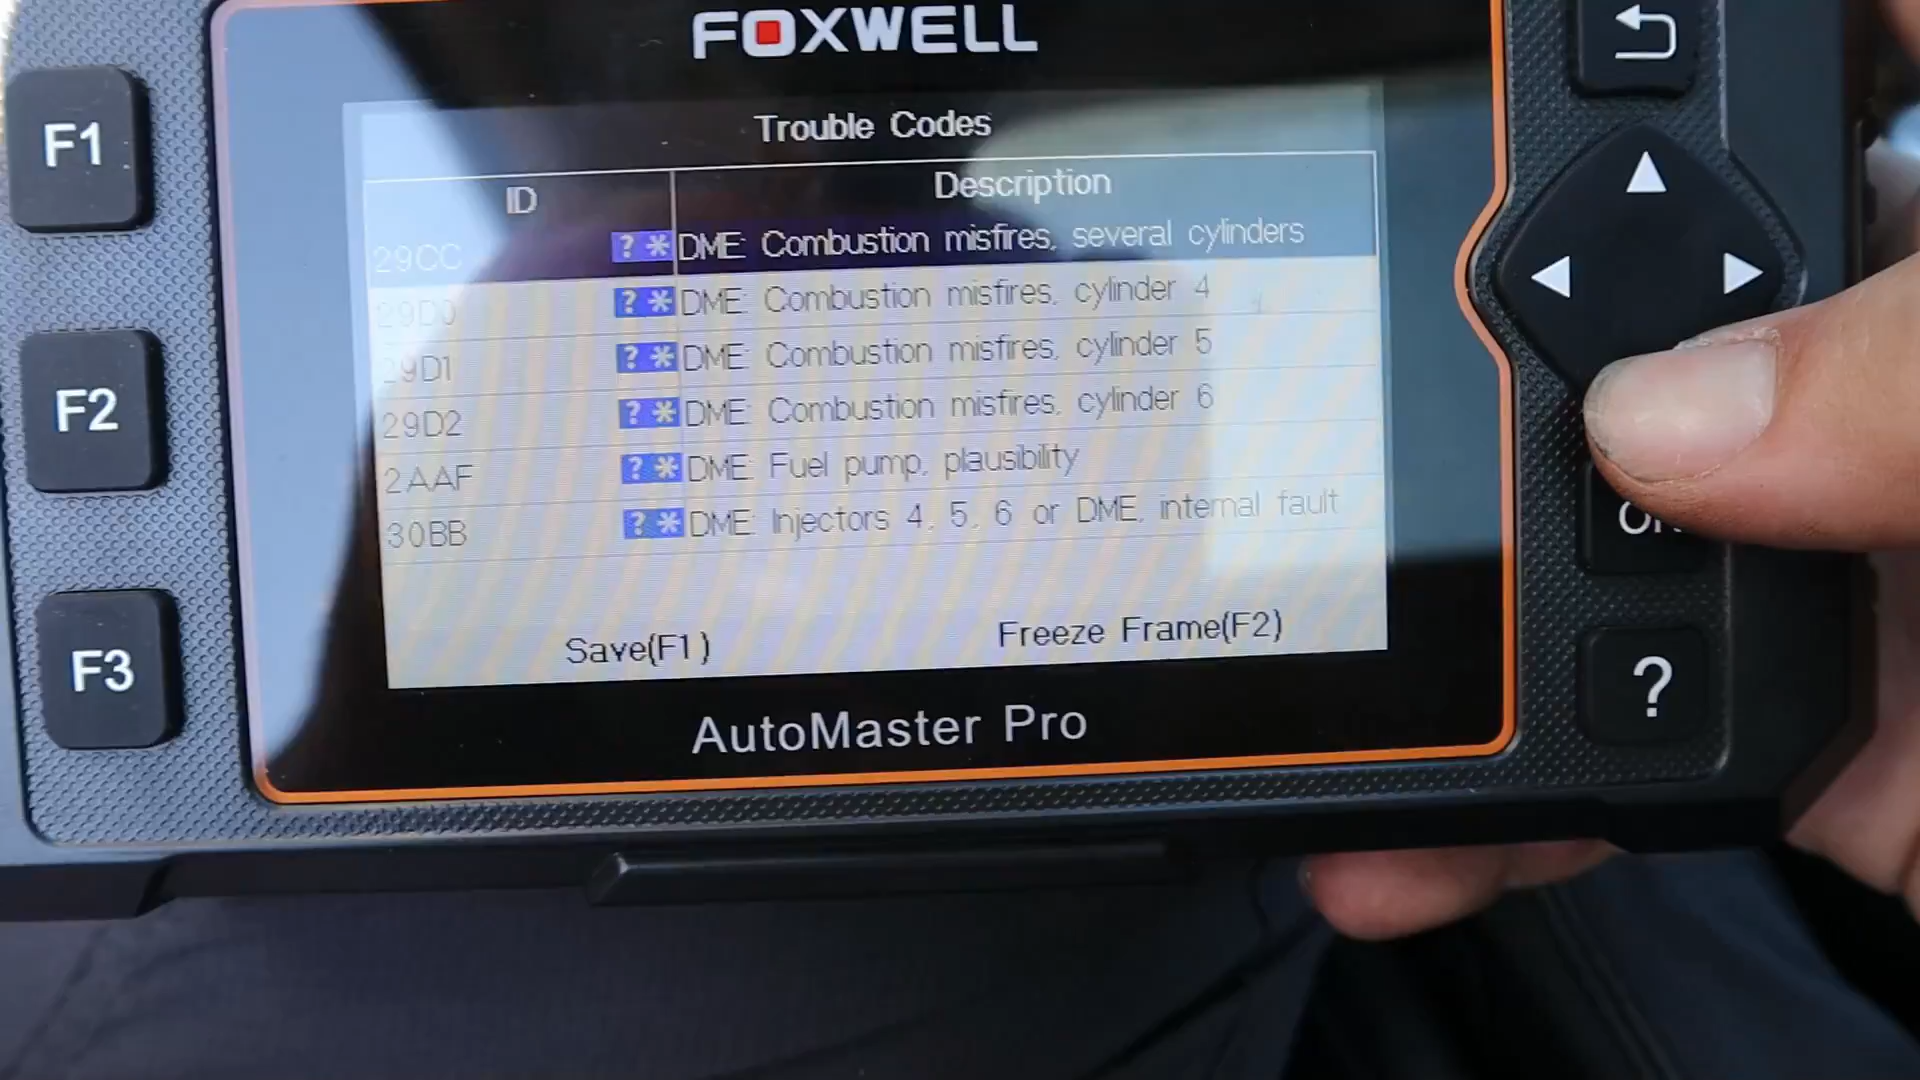 FOXWELL
F1
F2
F3
Trouble Codes
ID Description
29CC ? * DME: Combustion misfires, several cylinders
29D0 ? * DME: Combustion misfires, cylinder 4
29D1 ? * DME: Combustion misfires, cylinder 5
29D2 ? * DME: Combustion misfires, cylinder 6
2AAF ? * DME: Fuel pump, plausibility
30BB ? * DME: Injectors 4, 5, 6 or DME, internal fault
Save(F1) Freeze Frame(F2)
AutoMaster Pro
?